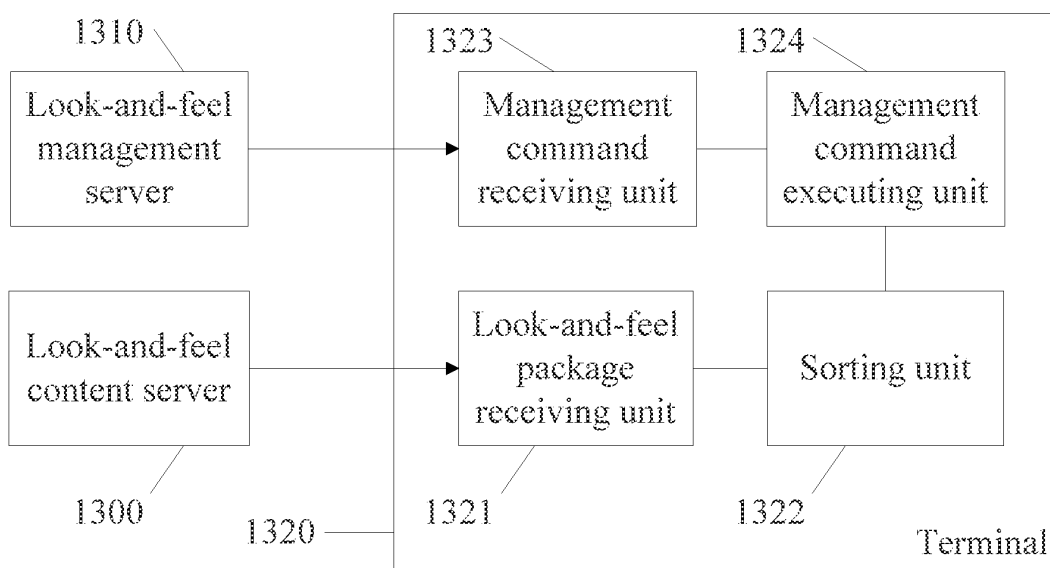 1310
1323
1324
Look-and-feel
management
server
Management
command
receiving unit
Management
command
executing unit
Look-and-feel
content server
Look-and-feel
package
receiving unit
Sorting unit
1300
1320
1321
1322
Terminal